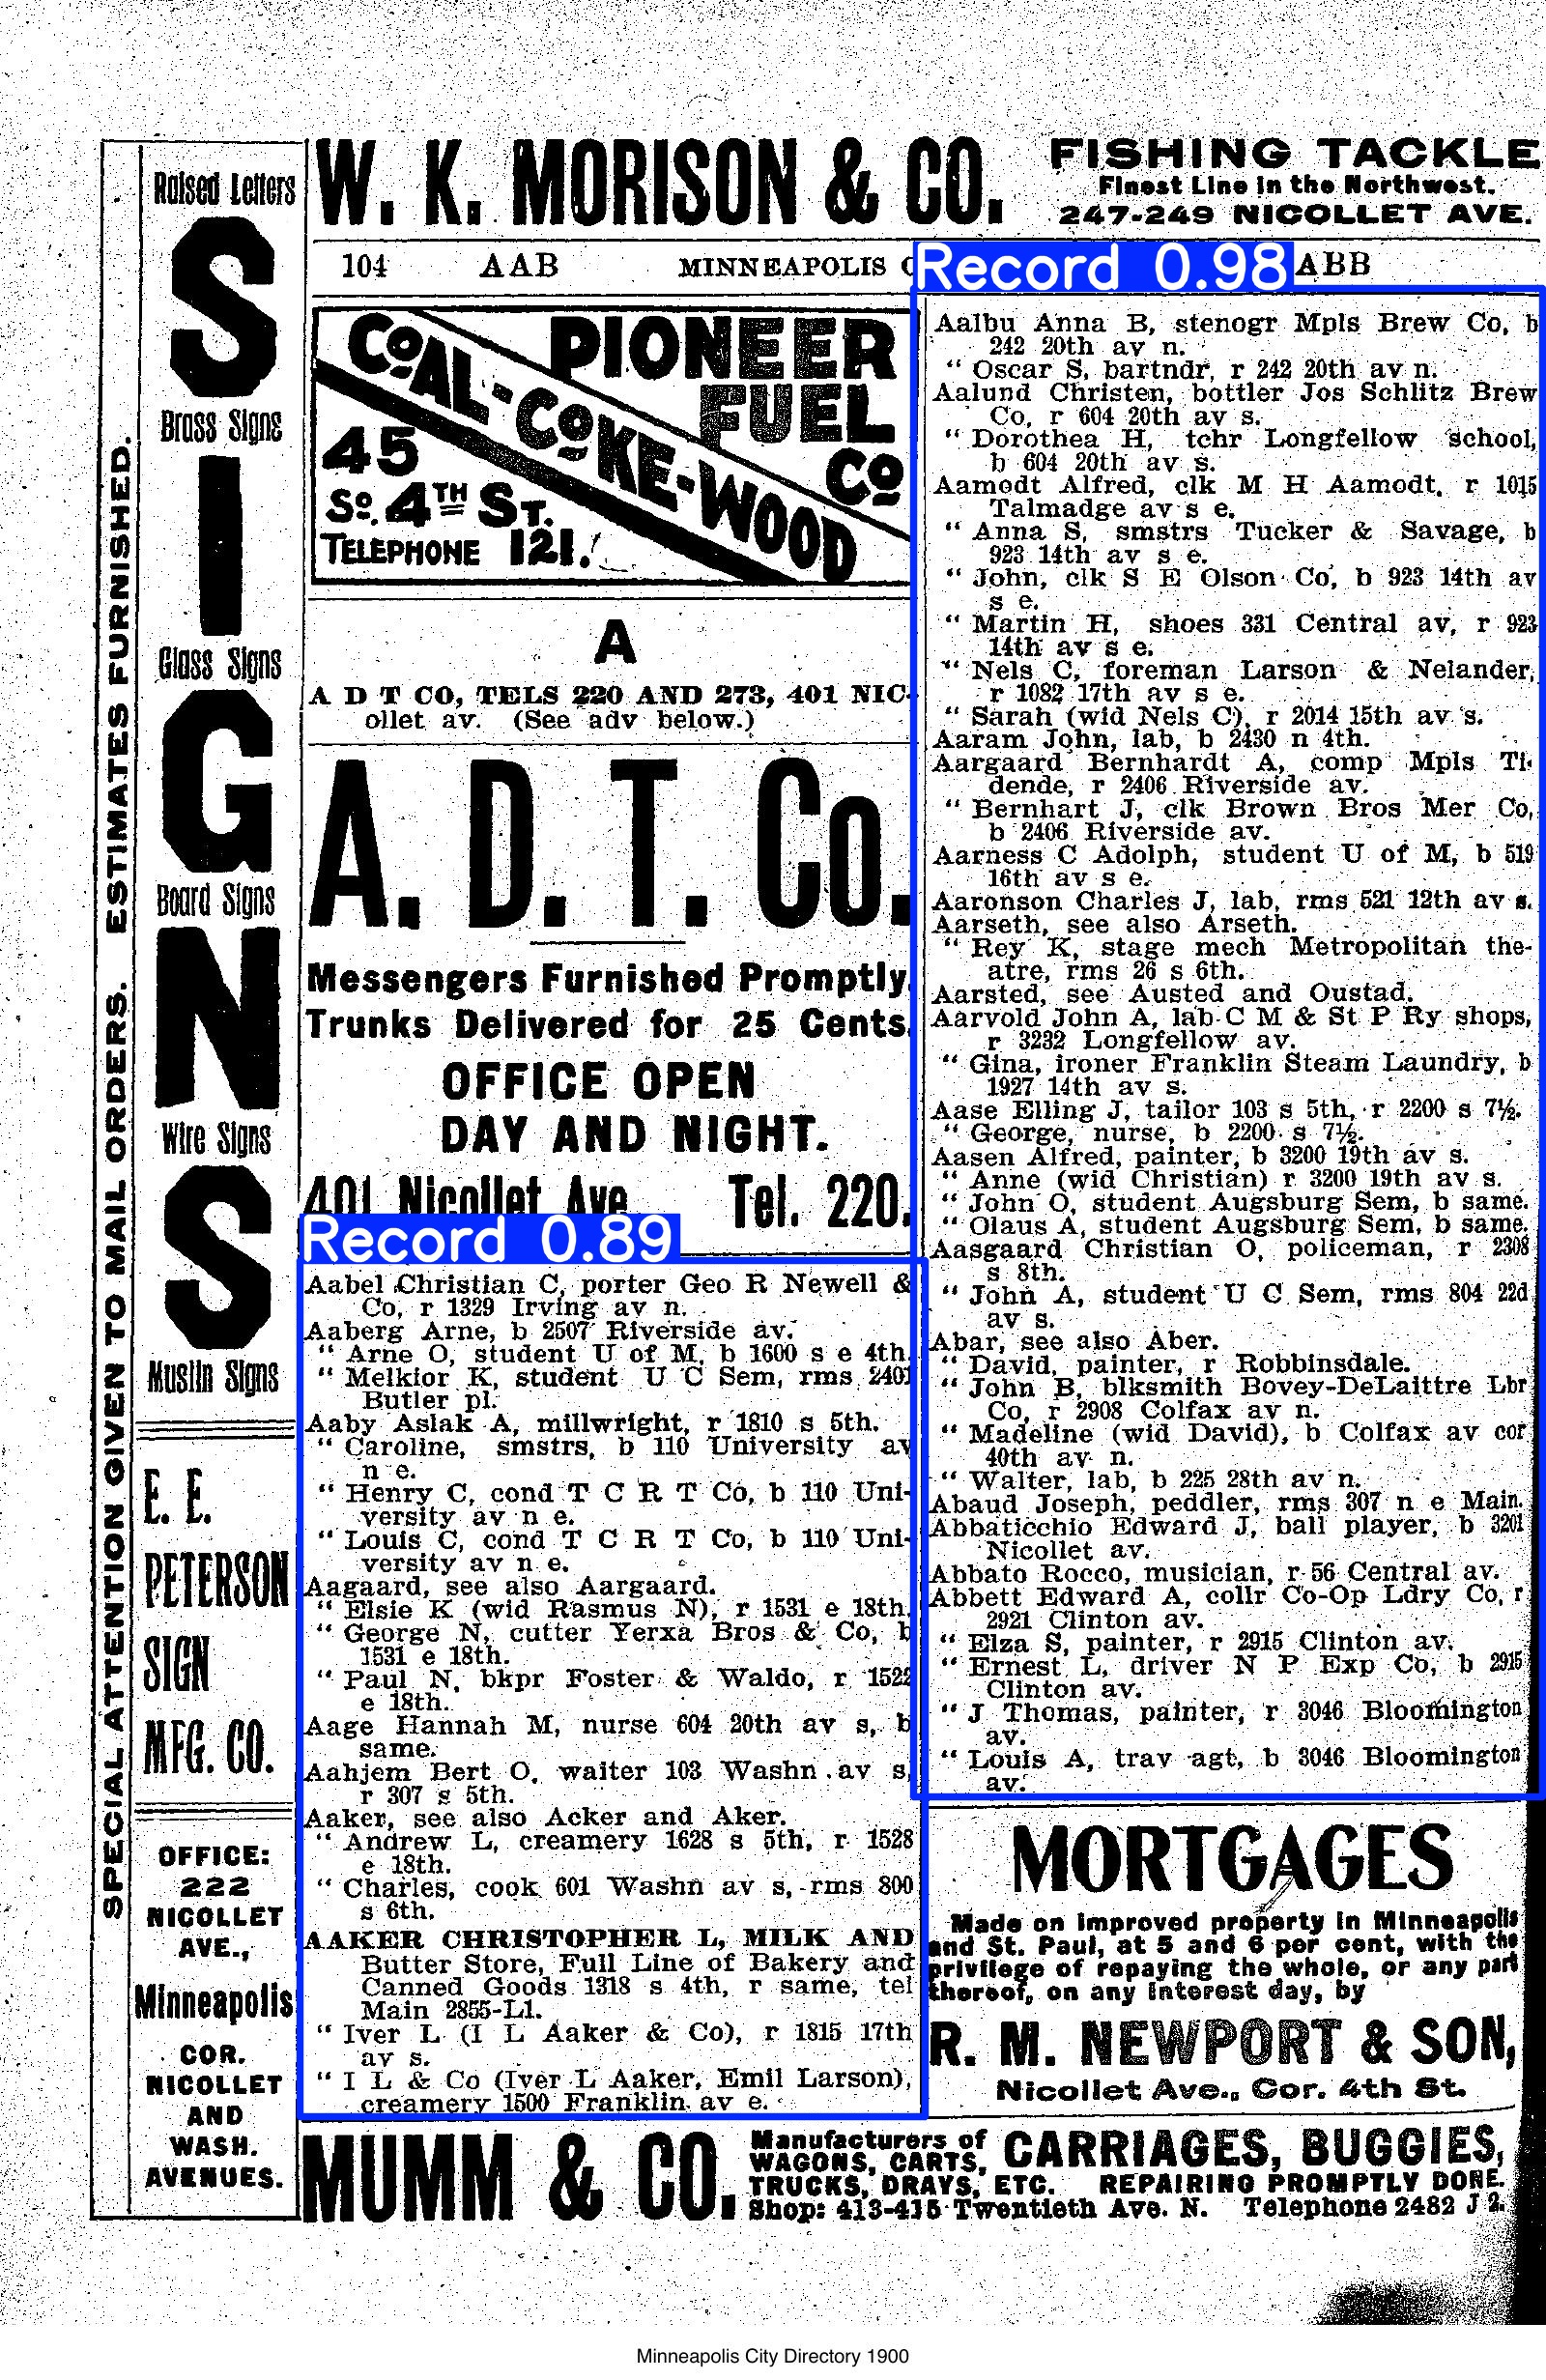 W. K. MORISON & CO.
FISHING TACKLE
Finest Line in the Northwest.
247-249 NICOLLET AVE.
104 AAB MINNEAPOLIS C
Record 0.98
ABB
SPECIAL ATTENTION GIVEN TO MAIL ORDERS. ESTIMATES FURNISHED.
Raised Letters
S
Brass Signs
I
Glass Signs
G
Board Signs
N
Wire Signs
S
Muslin Signs
E. E.
PETERSON
SIGN
MFG. CO.
OFFICE:
222
NICOLLET
AVE.,
Minneapolis
COR.
NICOLLET
AND
WASH.
AVENUES.
PIONEER
FUEL
CO
COAL-COKE-WOOD
45
So. 4TH ST.
TELEPHONE 121.
A
A D T CO, TELS 220 AND 273, 401 NIC-
ollet av. (See adv below.)
A. D. T. Co.
Messengers Furnished Promptly
Trunks Delivered for 25 Cents.
OFFICE OPEN
DAY AND NIGHT.
401 Nicollet Ave Tel. 220.
Record 0.89
Aabel Christian C, porter Geo R Newell &
Co, r 1329 Irving av n.
Aaberg Arne, b 2507 Riverside av.
" Arne O, student U of M, b 1600 s e 4th.
" Melkior K, student U C Sem, rms 2401
Butler pl.
Aaby Aslak A, millwright, r 1810 s 5th.
" Caroline, smstrs, b 110 University av
n e.
" Henry C, cond T C R T Co, b 110 Uni-
versity av n e.
" Louis C, cond T C R T Co, b 110 Uni-
versity av n e.
Aagaard, see also Aargaard.
" Elsie K (wid Rasmus N), r 1531 e 18th.
" George N, cutter Yerxa Bros & Co, b
1531 e 18th.
" Paul N, bkpr Foster & Waldo, r 1522
e 18th.
Aage Hannah M, nurse 604 20th av s, b
same.
Aahjem Bert O, waiter 103 Washn av s,
r 307 s 5th.
Aaker, see also Acker and Aker.
" Andrew L, creamery 1628 s 5th, r 1528
e 18th.
" Charles, cook 601 Washn av s, rms 800
s 6th.
AAKER CHRISTOPHER L, MILK AND
Butter Store, Full Line of Bakery and
Canned Goods 1318 s 4th, r same, tel
Main 2855-L1.
" Iver L (I L Aaker & Co), r 1815 17th
av s.
" I L & Co (Iver L Aaker, Emil Larson),
creamery 1500 Franklin av e.
Aalbu Anna B, stenogr Mpls Brew Co, b
242 20th av n.
" Oscar S, bartndr, r 242 20th av n.
Aalund Christen, bottler Jos Schlitz Brew
Co, r 604 20th av s.
" Dorothea H, tchr Longfellow school,
b 604 20th av s.
Aamodt Alfred, clk M H Aamodt, r 1015
Talmadge av s e.
" Anna S, smstrs Tucker & Savage, b
923 14th av s e.
" John, clk S E Olson Co, b 923 14th av
s e.
" Martin H, shoes 331 Central av, r 923
14th av s e.
" Nels C, foreman Larson & Nelander,
r 1082 17th av s e.
" Sarah (wid Nels C), r 2014 15th av s.
Aaram John, lab, b 2430 n 4th.
Aargaard Bernhardt A, comp Mpls Ti-
dende, r 2406 Riverside av.
" Bernhart J, clk Brown Bros Mer Co,
b 2406 Riverside av.
Aarness C Adolph, student U of M, b 519
16th av s e.
Aaronson Charles J, lab, rms 521 12th av s.
Aarseth, see also Arseth.
" Rey K, stage mech Metropolitan the-
atre, rms 26 s 6th.
Aarsted, see Austed and Oustad.
Aarvold John A, lab C M & St P Ry shops,
r 3232 Longfellow av.
" Gina, ironer Franklin Steam Laundry, b
1927 14th av s.
Aase Elling J, tailor 103 s 5th, r 2200 s 7½.
" George, nurse, b 2200 s 7½.
Aasen Alfred, painter, b 3200 19th av s.
" Anne (wid Christian) r 3200 19th av s.
" John O, student Augsburg Sem, b same.
" Olaus A, student Augsburg Sem, b same.
Aasgaard Christian O, policeman, r 2308
s 8th.
" John A, student U C Sem, rms 804 22d
av s.
Abar, see also Aber.
" David, painter, r Robbinsdale.
" John B, blksmith Bovey-DeLaittre Lbr
Co, r 2908 Colfax av n.
" Madeline (wid David), b Colfax av cor
40th av n.
" Walter, lab, b 225 28th av n.
Abaud Joseph, peddler, rms 307 n e Main.
Abbaticchio Edward J, ball player, b 3201
Nicollet av.
Abbato Rocco, musician, r 56 Central av.
Abbett Edward A, collr Co-Op Ldry Co, r
2921 Clinton av.
" Elza S, painter, r 2915 Clinton av.
" Ernest L, driver N P Exp Co, b 2915
Clinton av.
" J Thomas, painter, r 3046 Bloomington
av.
" Louis A, trav agt, b 3046 Bloomington
av.
MORTGAGES
Made on improved property in Minneapolis
and St. Paul, at 5 and 6 per cent, with the
privilege of repaying the whole, or any part
thereof, on any interest day, by
R. M. NEWPORT & SON,
Nicollet Ave., Cor. 4th St.
MUMM & CO.
Manufacturers of
WAGONS, CARTS,
TRUCKS, DRAYS, ETC.
CARRIAGES, BUGGIES,
REPAIRING PROMPTLY DONE.
Shop: 413-415 Twentieth Ave. N. Telephone 2482 J 2.
Minneapolis City Directory 1900